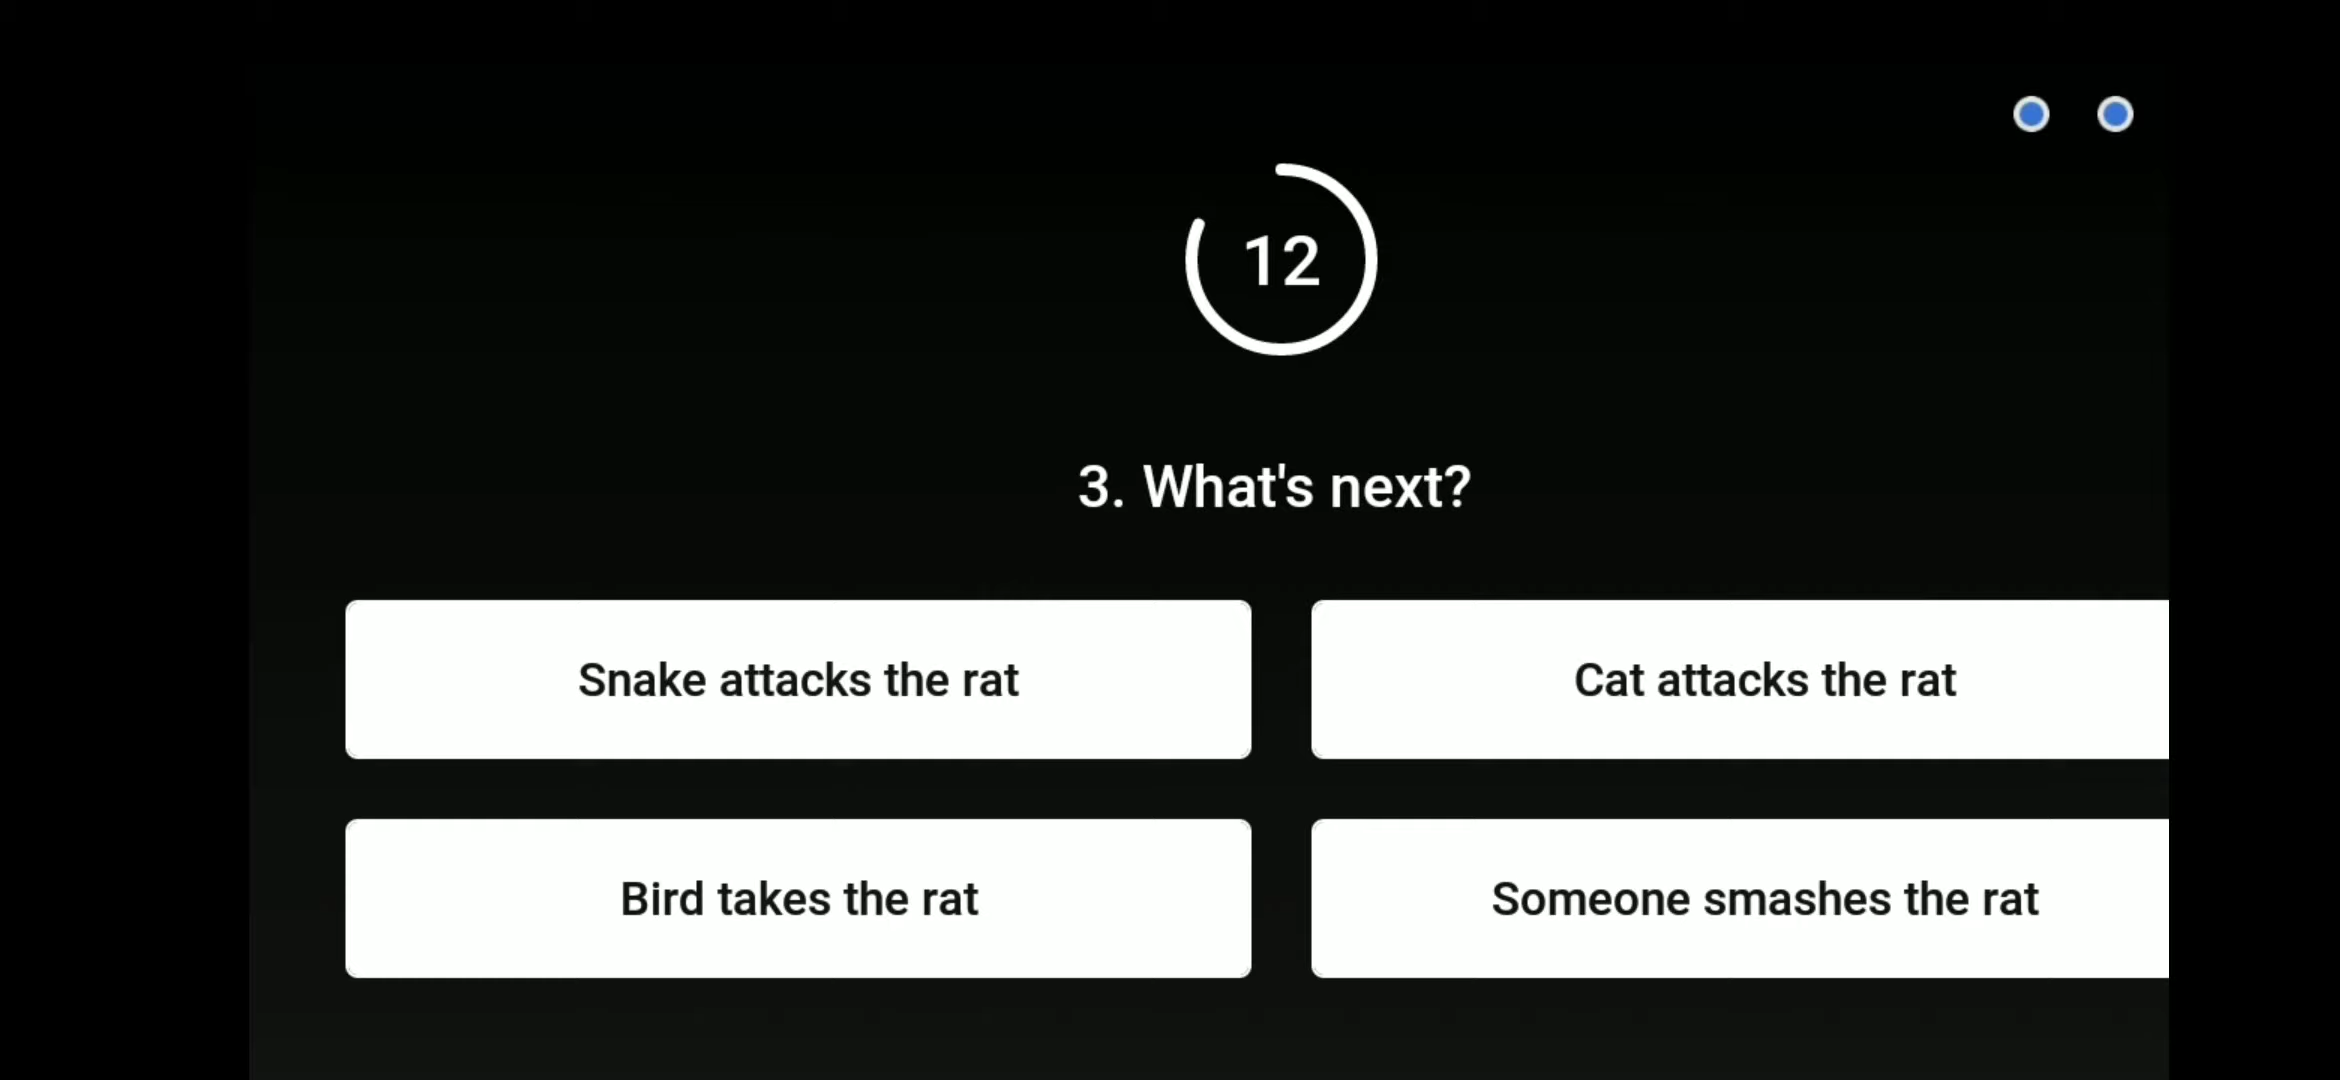 12
3. What's next?
Snake attacks the rat
Cat attacks the rat
Bird takes the rat
Someone smashes the rat